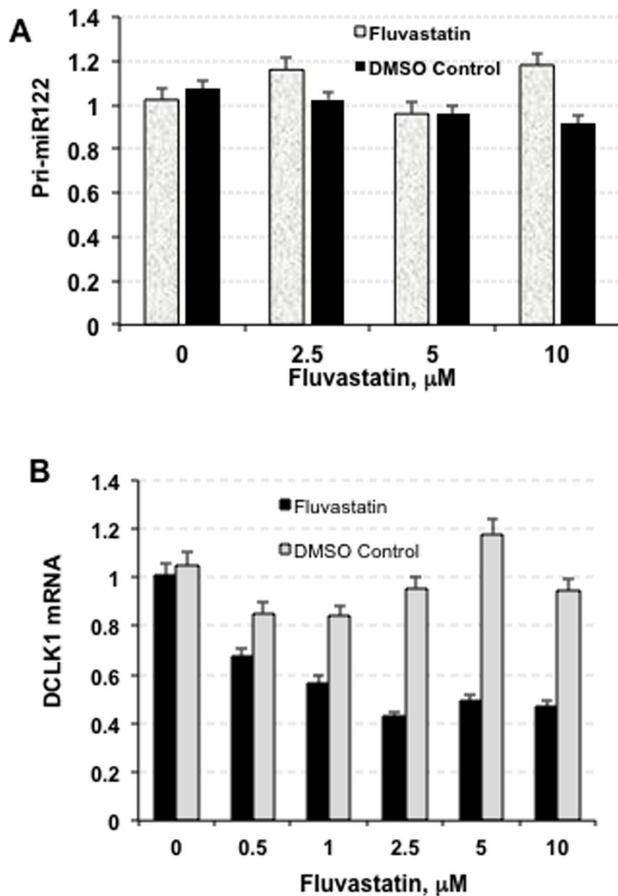 A
Pri-miR122
1.4
1.2
1
0.8
0.6
0.4
0.2
0
Fluvastatin
DMSO Control
0 2.5 5 10
Fluvastatin, μM
B
DCLK1 mRNA
1.4
1.2
1
0.8
0.6
0.4
0.2
0
Fluvastatin
DMSO Control
0 0.5 1 2.5 5 10
Fluvastatin, μM